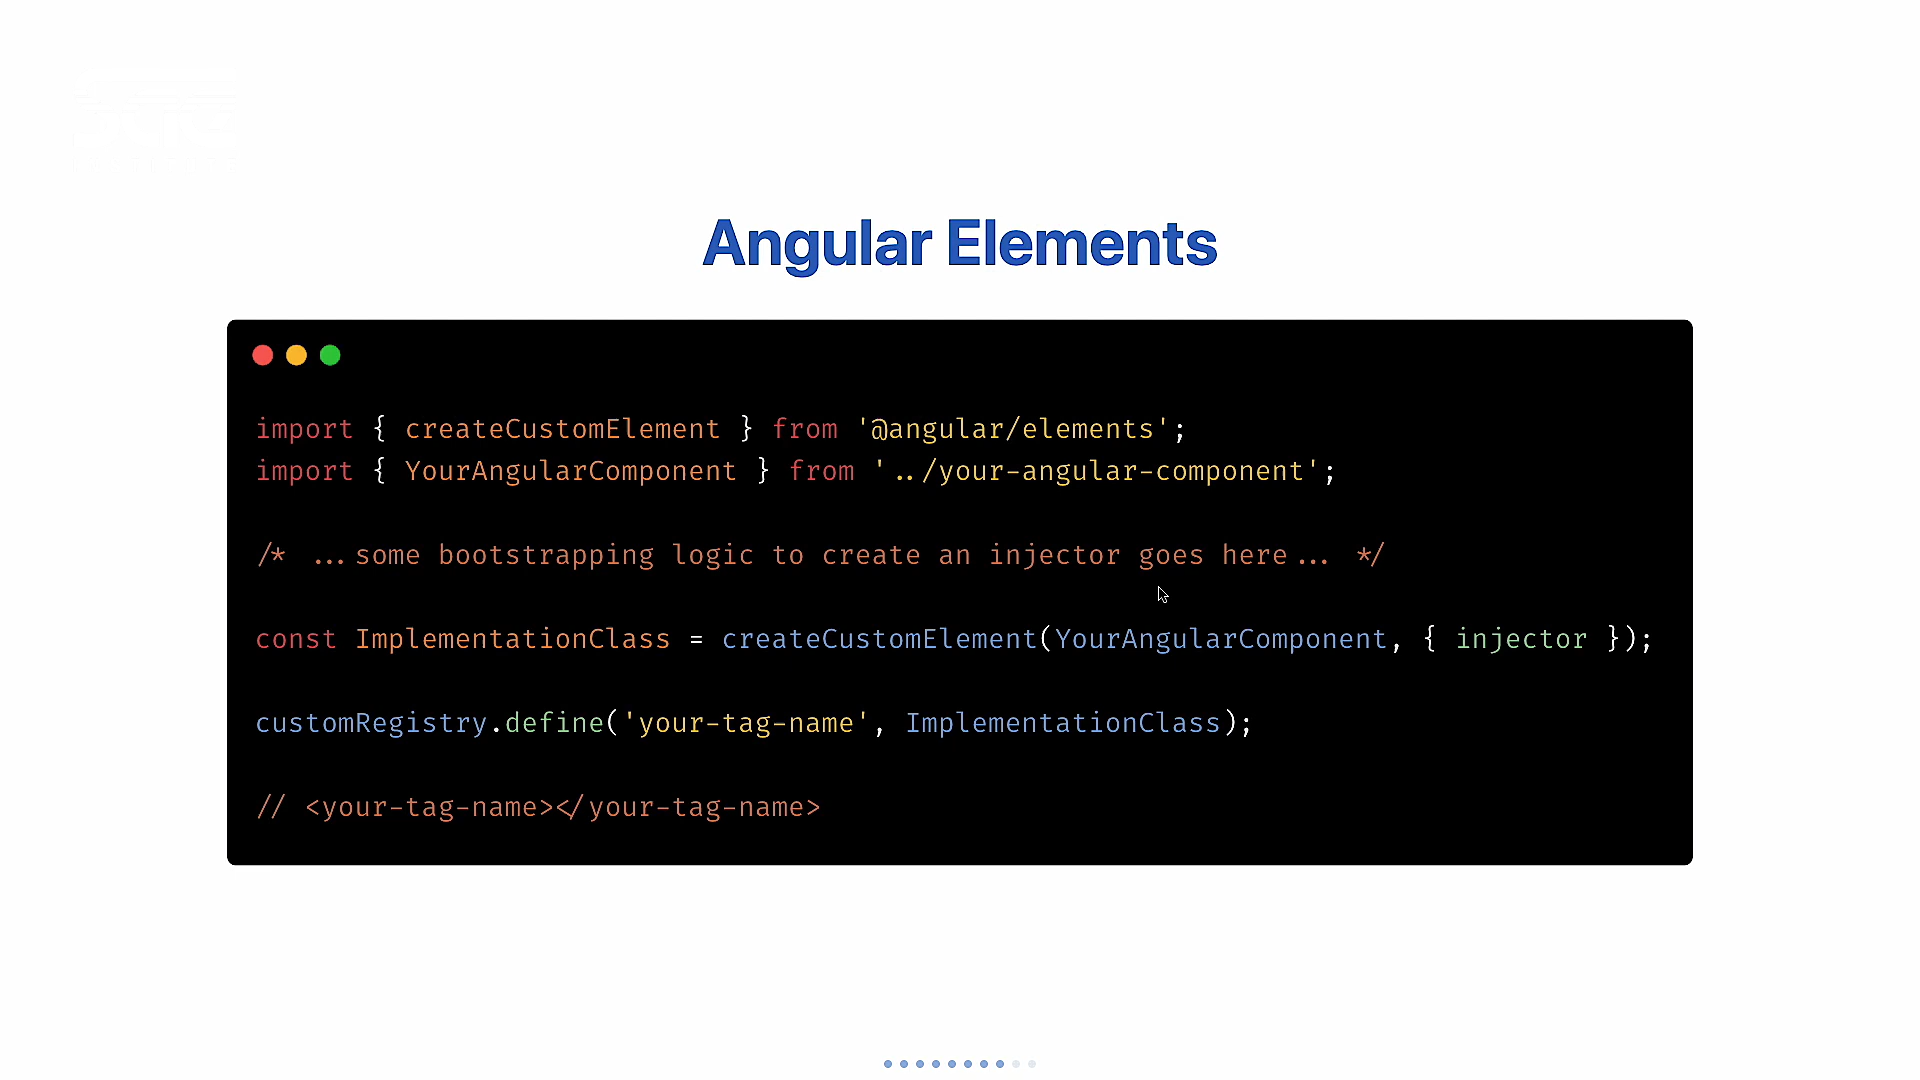 Angular Elements
import { createCustomElement } from '@angular/elements';
import { YourAngularComponent } from '../your-angular-component';
/* ...some bootstrapping logic to create an injector goes here... */
const ImplementationClass = createCustomElement(YourAngularComponent, { injector });
customRegistry.define('your-tag-name', ImplementationClass);
// <your-tag-name></your-tag-name>